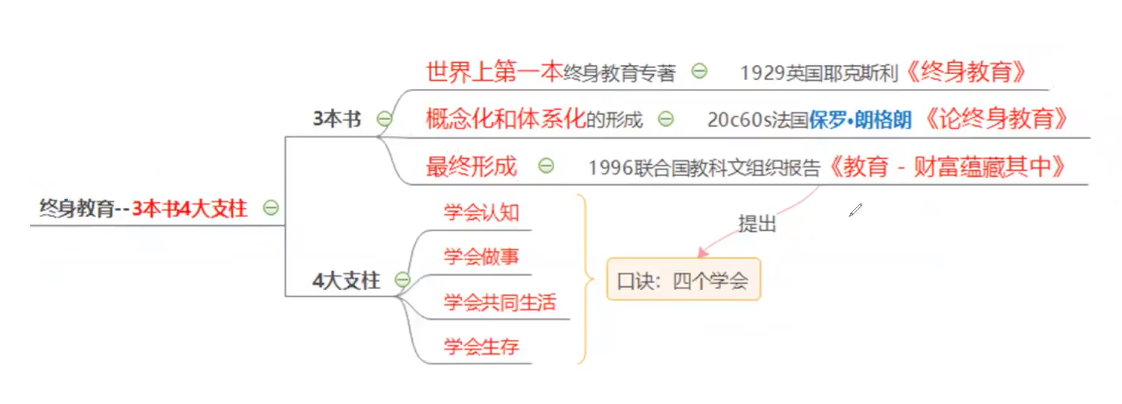 世界上第一本终身教育专著 1929英国耶克斯利《终身教育》
3本书
概念化和体系化的形成 20c60s法国保罗•朗格朗《论终身教育》
最终形成 1996联合国教科文组织报告《教育 - 财富蕴藏其中》
终身教育--3本书4大支柱
学会认知
提出
学会做事
4大支柱
口诀：四个学会
学会共同生活
学会生存